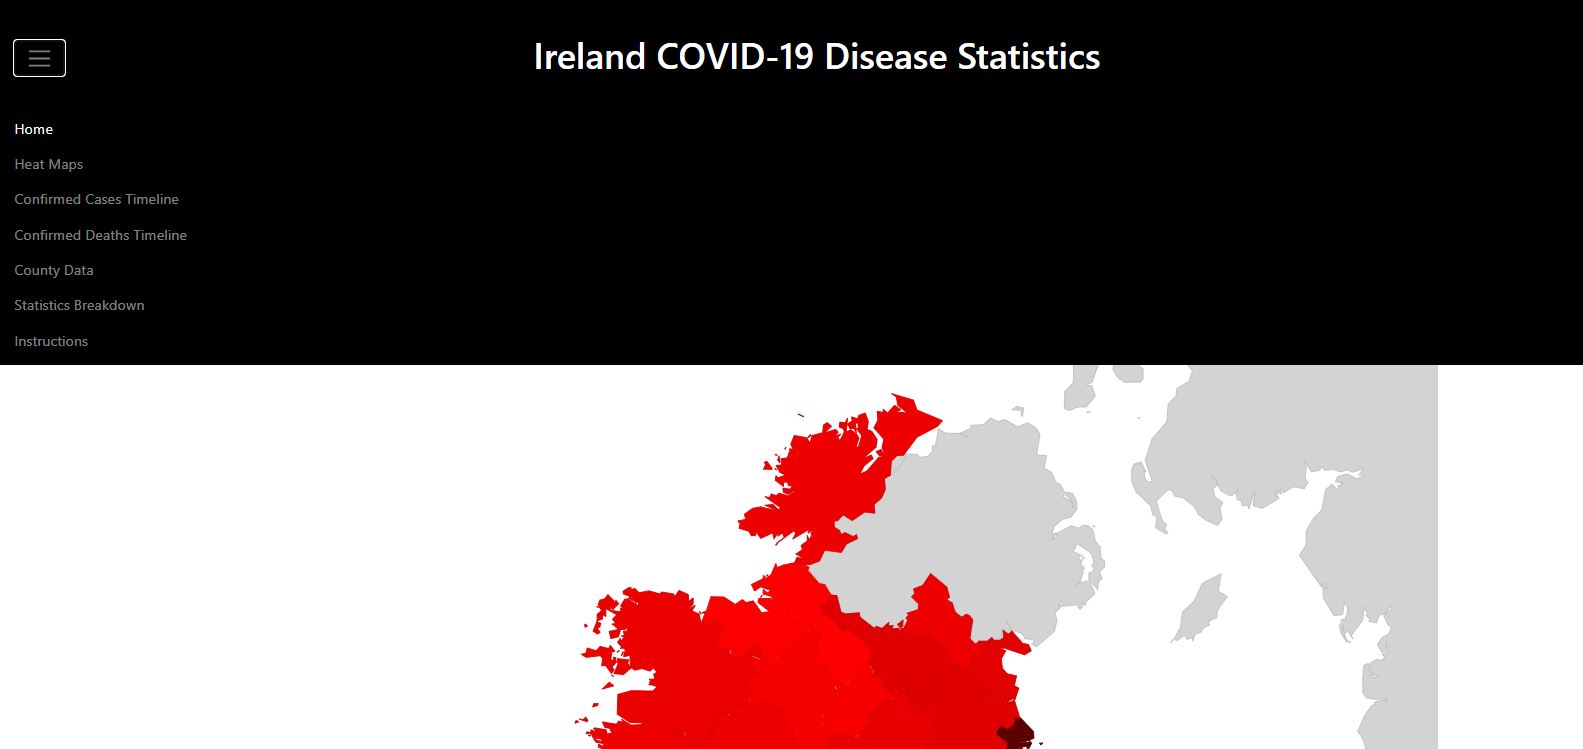 Ireland COVID-19 Disease Statistics
Home
Heat Maps
Confirmed Cases Timeline
Confirmed Deaths Timeline
County Data
Statistics Breakdown
Instructions